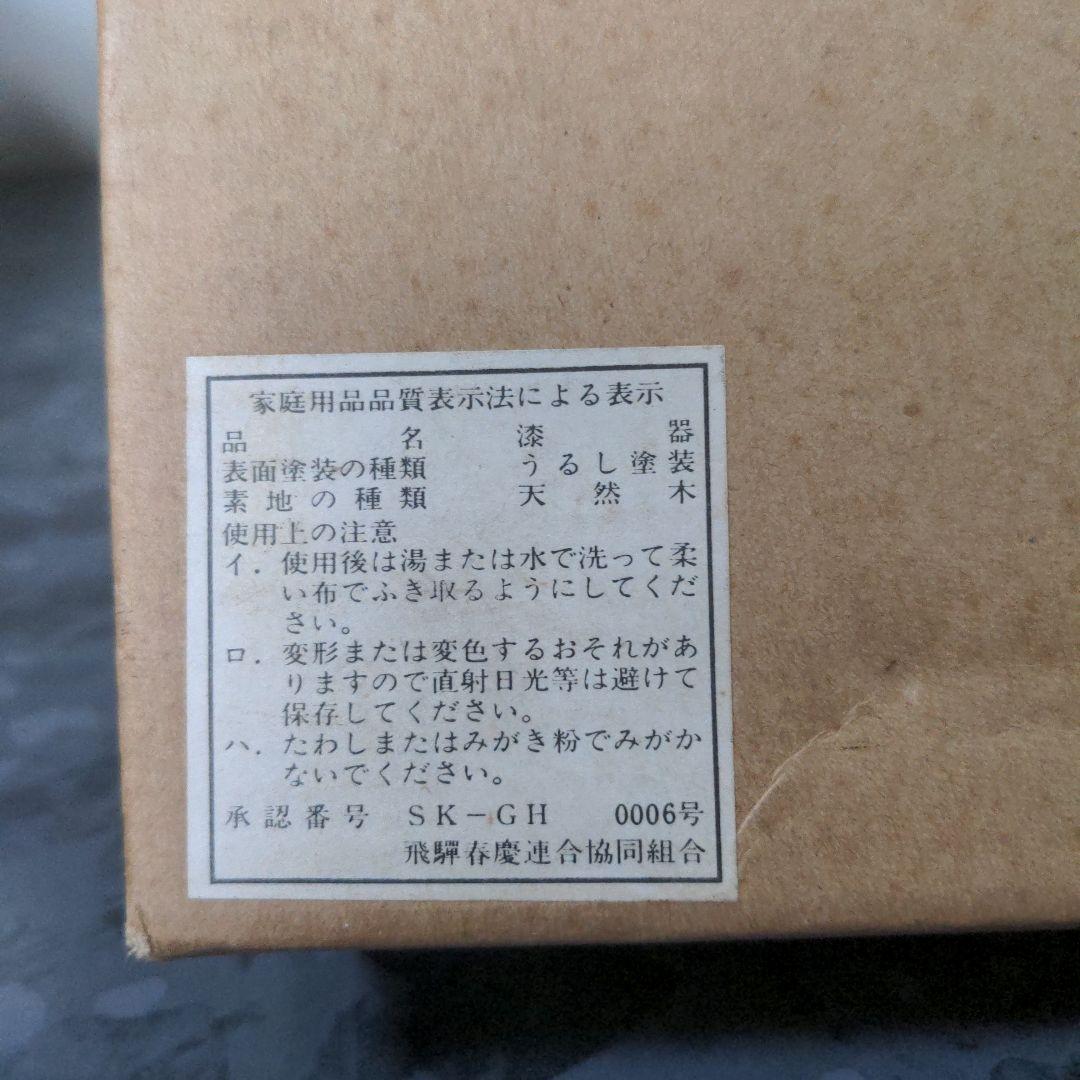 家庭用品品質表示法による表示
品名 漆器
表面塗装の種類 うるし塗装
素地の種類 天然木
使用上の注意
イ．使用後は湯または水で洗って柔
い布でふき取るようにしてくだ
さい。
ロ．変形または変色するおそれがあ
りますので直射日光等は避けて
保存してください。
ハ．たわしまたはみがき粉でみがか
ないでください。
承認番号 SK－GH 0006号
飛驒春慶連合協同組合